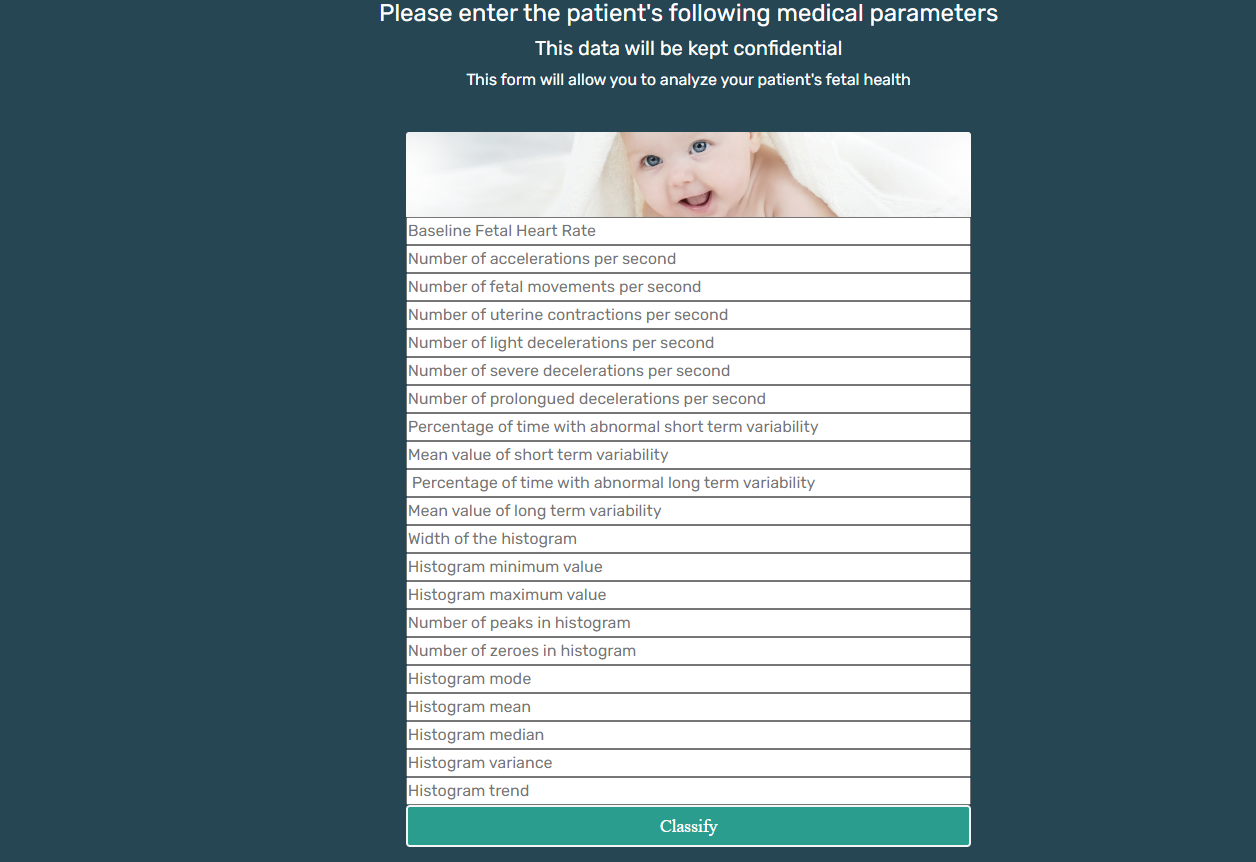 Please enter the patient's following medical parameters
This data will be kept confidential
This form will allow you to analyze your patient's fetal health
Baseline Fetal Heart Rate
Number of accelerations per second
Number of fetal movements per second
Number of uterine contractions per second
Number of light decelerations per second
Number of severe decelerations per second
Number of prolongued decelerations per second
Percentage of time with abnormal short term variability
Mean value of short term variability
Percentage of time with abnormal long term variability
Mean value of long term variability
Width of the histogram
Histogram minimum value
Histogram maximum value
Number of peaks in histogram
Number of zeroes in histogram
Histogram mode
Histogram mean
Histogram median
Histogram variance
Histogram trend
Classify